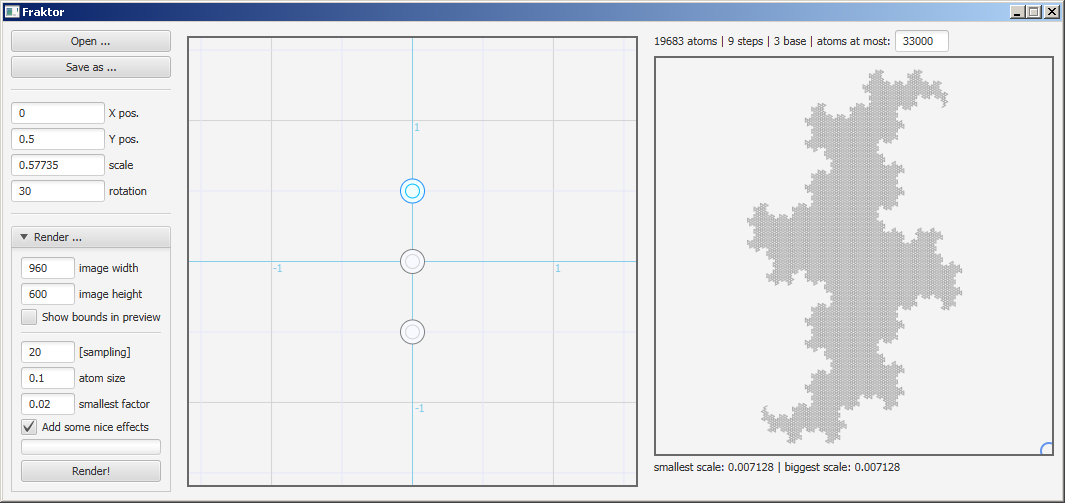 Fraktor
Open ...
Save as ...
0 X pos.
0.5 Y pos.
0.57735 scale
30 rotation
Render ...
960 image width
600 image height
Show bounds in preview
20 [sampling]
0.1 atom size
0.02 smallest factor
Add some nice effects
Render!
1
-1 1
-1
19683 atoms | 9 steps | 3 base | atoms at most: 33000
smallest scale: 0.007128 | biggest scale: 0.007128